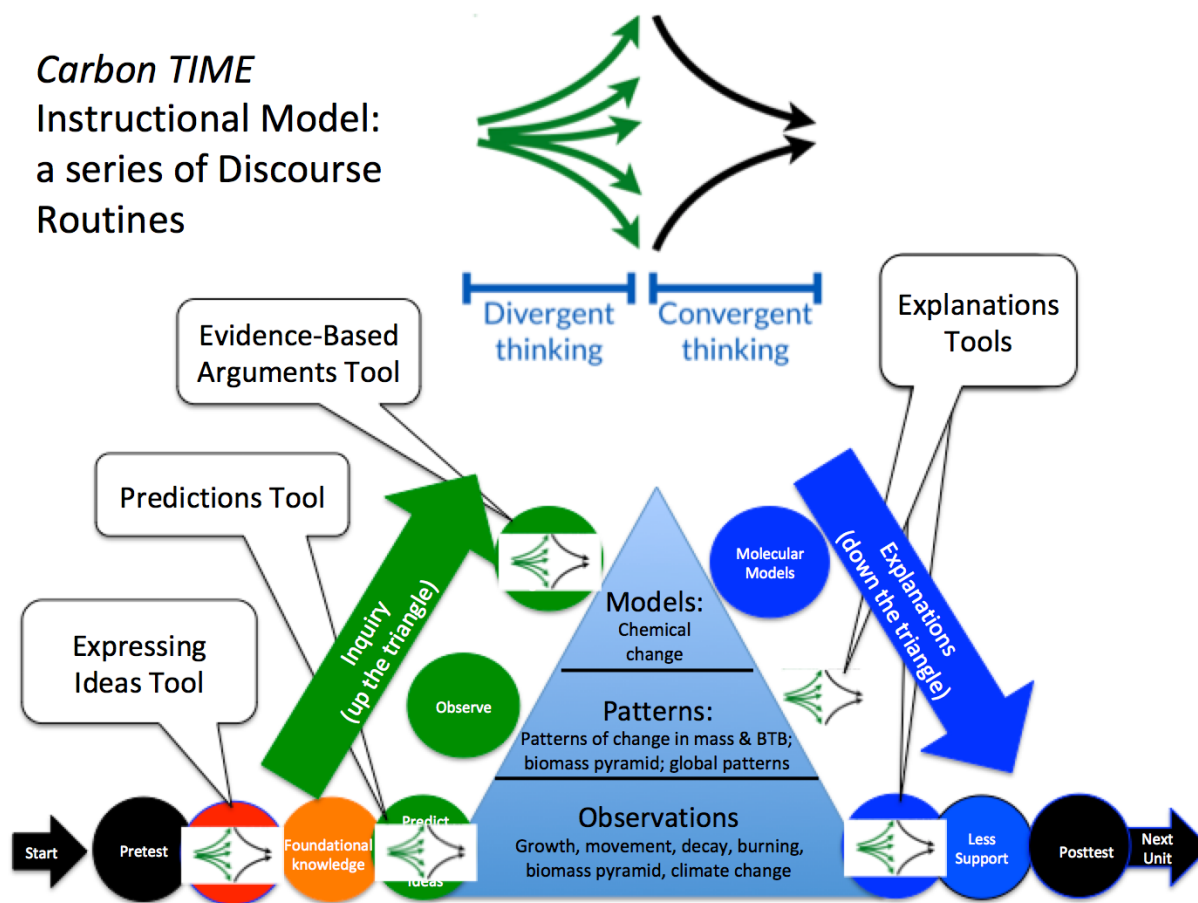 Carbon TIME
Instructional Model:
a series of Discourse
Routines
Divergent
thinking
Convergent
thinking
Explanations
Tools
Evidence-Based
Arguments Tool
Predictions Tool
Expressing
Ideas Tool
Inquiry
(up the triangle)
Explanations
(down the triangle)
Molecular
Models
Observe
Models:
Chemical
change
Patterns:
Patterns of change in mass & BTB;
biomass pyramid; global patterns
Observations
Growth, movement, decay, burning,
biomass pyramid, climate change
Start
Pretest
Foundational
knowledge
Predict
Ideas
Less
Support
Posttest
Next
Unit